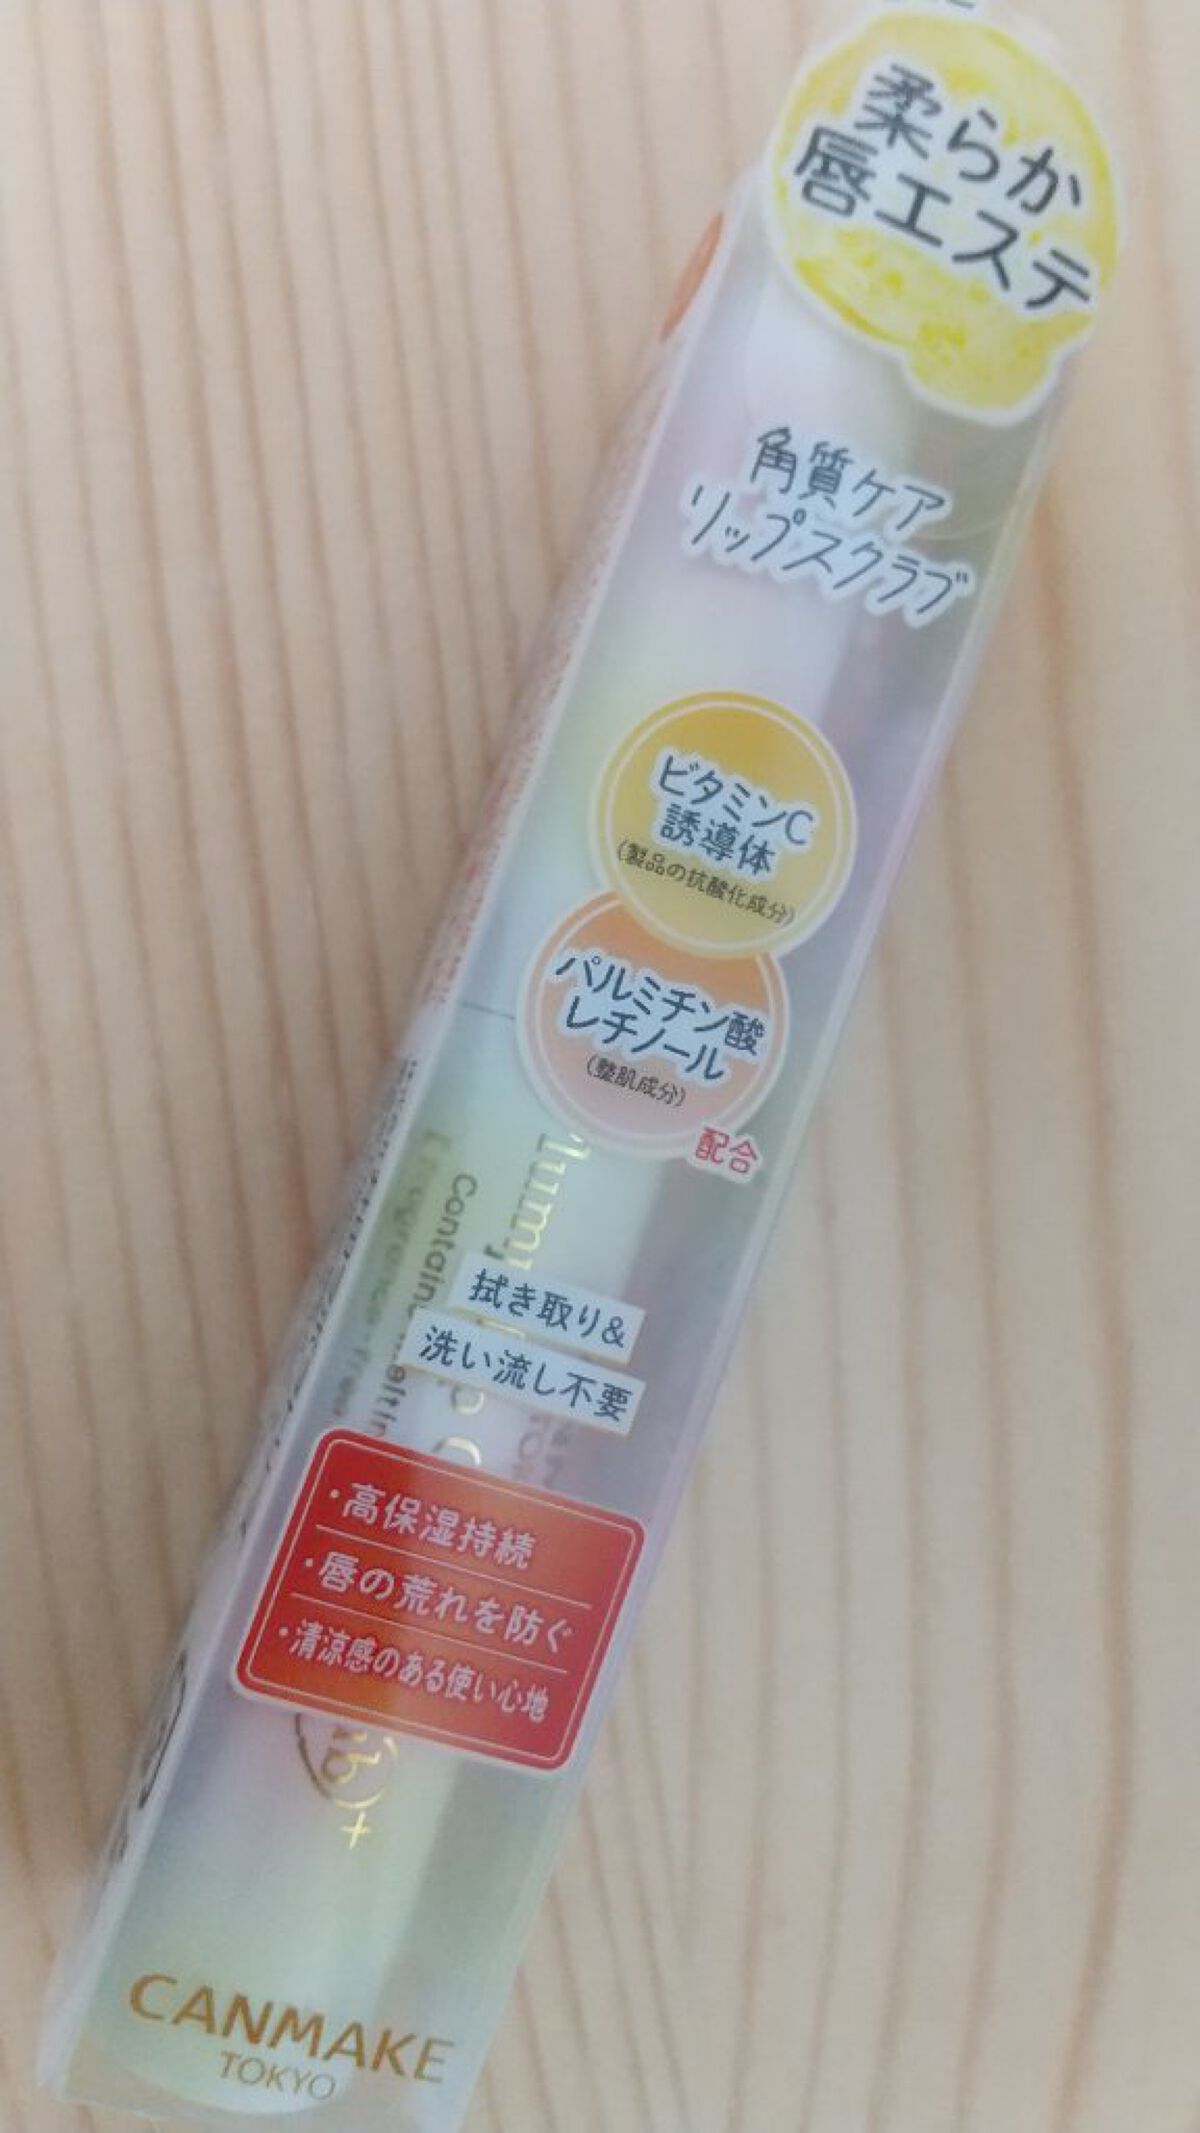 柔らか
唇エステ
角質ケア
リップスクラブ
ビタミンC
誘導体
(製品の抗酸化成分)
パルミチン酸
レチノール
(整肌成分)
配合
Plump
Contains
melting
拭き取り&
洗い流し不要
・高保湿持続
・唇の荒れを防ぐ
・清涼感のある使い心地
CANMAKE
TOKYO